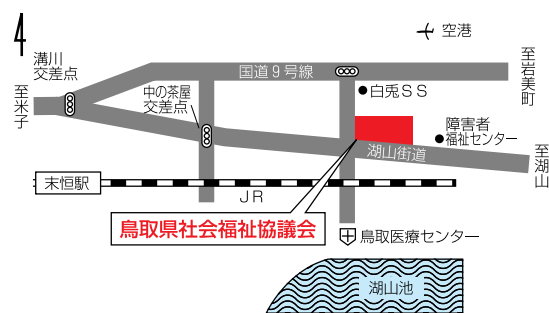 空港
溝川
交差点
国道9号線
至岩美町
中の茶屋
交差点
白兎SS
至米子
障害者
福祉センター
湖山街道
至湖山
末恒駅
JR
鳥取県社会福祉協議会
鳥取医療センター
湖山池